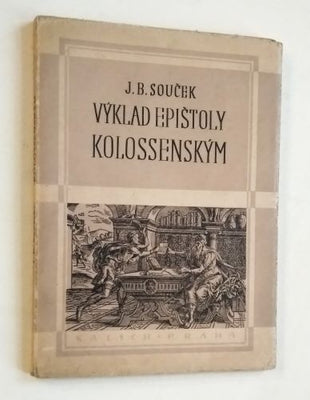 J. B. SOUČEK
VÝKLAD EPIŠTOLY
KOLOSSENSKÝM
KALICH-PRAHA